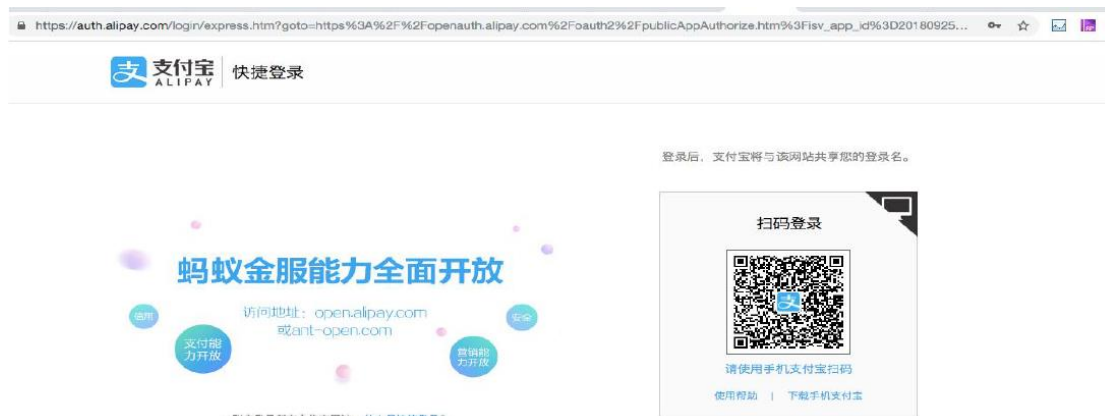 https://auth.alipay.com/login/express.htm?goto=https%3A%2F%2Fopenauth.alipay.com%2Foauth2%2FpublicAppAuthorize.htm%3Fisv_app_id%3D20180925...
支 支付宝 ALIPAY 快捷登录
登录后，支付宝将与该网站共享您的登录名。
扫码登录
蚂蚁金服能力全面开放
访问地址：open.alipay.com
或ant-open.com
信用
安全
支付能
力开放
营销能
力开放
支
请使用手机支付宝扫码
使用帮助 | 下载手机支付宝